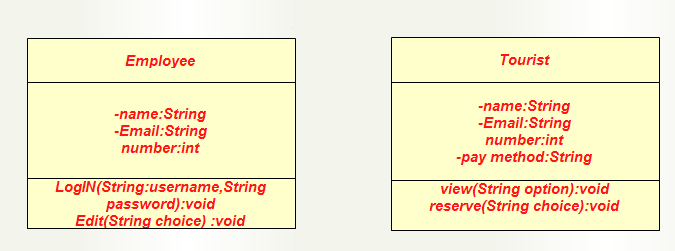 Employee
-name:String
-Email:String
number:int
LogIN(String:username,String
password):void
Edit(String choice) :void
Tourist
-name:String
-Email:String
number:int
-pay method:String
view(String option):void
reserve(String choice):void